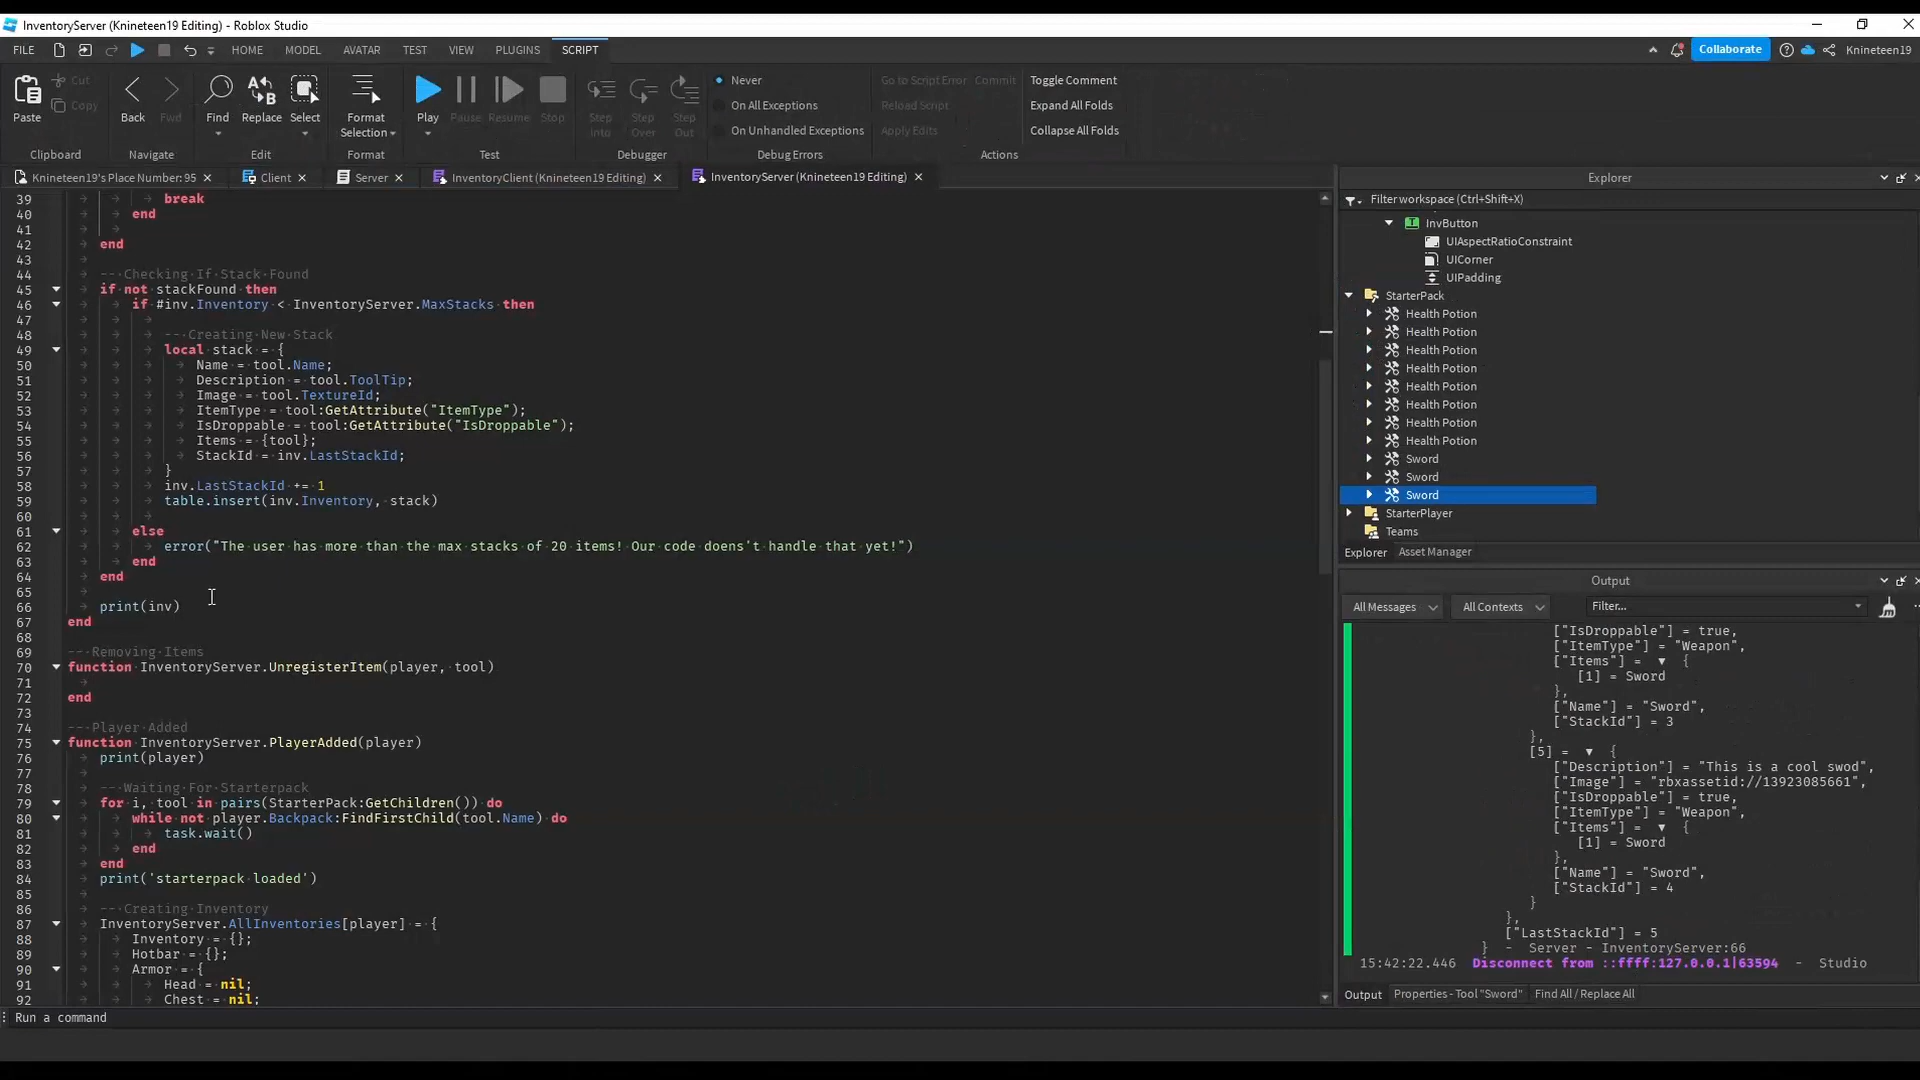 InventoryServer (Knineteen19 Editing) - Roblox Studio
FILE HOME MODEL AVATAR TEST VIEW PLUGINS SCRIPT Collaborate Knineteen19
Paste
Cut
Copy
Clipboard
Back Fwd
Navigate
Find Replace Select
Edit
Format Selection
Format
Play Pause Resume Stop
Test
Step Into Step Over Step Out
Debugger
Never
On All Exceptions
On Unhandled Exceptions
Debug Errors
Go to Script Error Commit
Reload Script
Apply Edits
Toggle Comment
Expand All Folds
Collapse All Folds
Actions
Knineteen19's Place Number: 95 Client Server InventoryClient (Knineteen19 Editing) InventoryServer (Knineteen19 Editing)
39 break
40 end
41
42 end
43
44 -- Checking If Stack Found
45 if not stackFound then
46 if #inv.Inventory < InventoryServer.MaxStacks then
47
48 -- Creating New Stack
49 local stack = {
50 Name = tool.Name;
51 Description = tool.ToolTip;
52 Image = tool.TextureId;
53 ItemType = tool:GetAttribute("ItemType");
54 IsDroppable = tool:GetAttribute("IsDroppable");
55 Items = {tool};
56 StackId = inv.LastStackId;
57 }
58 inv.LastStackId += 1
59 table.insert(inv.Inventory, stack)
60
61 else
62 error("The user has more than the max stacks of 20 items! Our code doens't handle that yet!")
63 end
64 end
65
66 print(inv)
67 end
68
69 -- Removing Items
70 function InventoryServer.UnregisterItem(player, tool)
71
72 end
73
74 -- Player Added
75 function InventoryServer.PlayerAdded(player)
76 print(player)
77
78 -- Waiting For Starterpack
79 for i, tool in pairs(StarterPack:GetChildren()) do
80 while not player.Backpack:FindFirstChild(tool.Name) do
81 task.wait()
82 end
83 end
84 print('starterpack loaded')
85
86 -- Creating Inventory
87 InventoryServer.AllInventories[player] = {
88 Inventory = {};
89 Hotbar = {};
90 Armor = {
91 Head = nil;
92 Chest = nil;
Run a command
Explorer
Filter workspace (Ctrl+Shift+X)
InvButton
UIAspectRatioConstraint
UICorner
UIPadding
StarterPack
Health Potion
Health Potion
Health Potion
Health Potion
Health Potion
Health Potion
Health Potion
Health Potion
Sword
Sword
Sword
StarterPlayer
Teams
Explorer Asset Manager
Output
All Messages All Contexts Filter...
["IsDroppable"] = true,
["ItemType"] = "Weapon",
["Items"] = ▼ {
[1] = Sword
},
["Name"] = "Sword",
["StackId"] = 3
},
[5] = ▼ {
["Description"] = "This is a cool swod",
["Image"] = "rbxassetid://13923085661",
["IsDroppable"] = true,
["ItemType"] = "Weapon",
["Items"] = ▼ {
[1] = Sword
},
["Name"] = "Sword",
["StackId"] = 4
}
},
["LastStackId"] = 5
} - Server - InventoryServer:66
15:42:22.446 Disconnect from ::ffff:127.0.0.1|63594 - Studio
Output Properties - Tool "Sword" Find All / Replace All